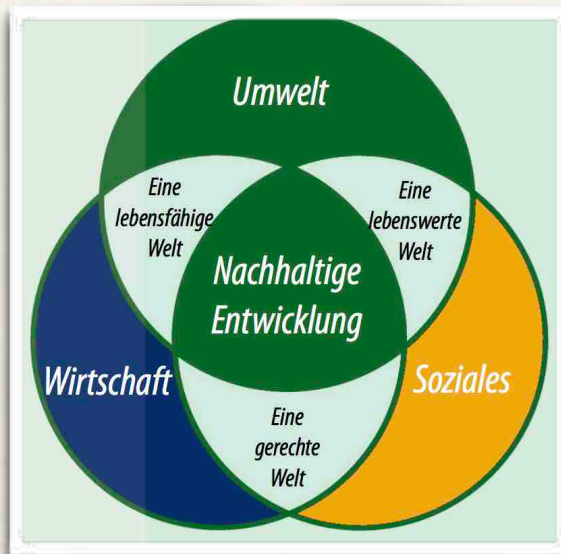 Umwelt
Eine
lebensfähige
Welt
Eine
lebenswerte
Welt
Nachhaltige
Entwicklung
Wirtschaft
Soziales
Eine
gerechte
Welt